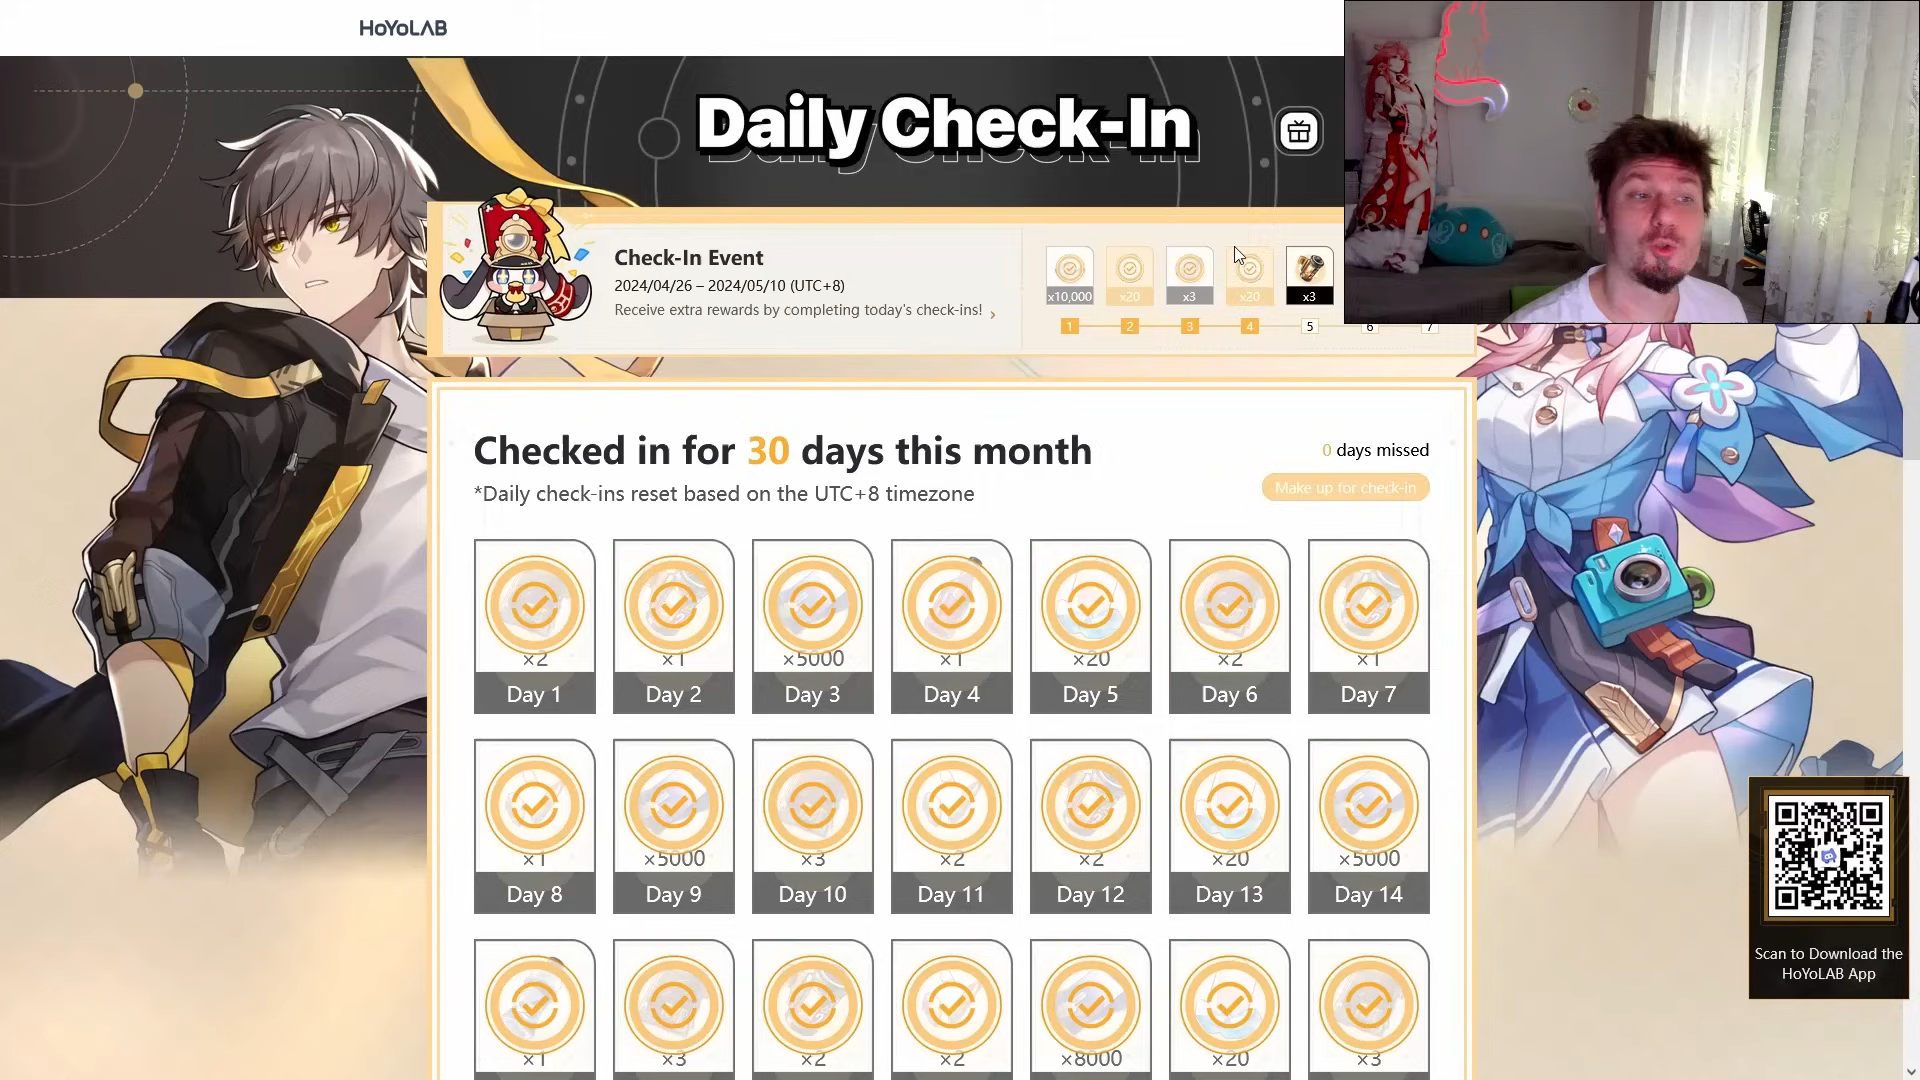 HoYoLAB
Daily Check-In
Check-In Event
2024/04/26 – 2024/05/10 (UTC+8)
Receive extra rewards by completing today's check-ins!
x10,000
x20
x3
x20
x3
1
2
3
4
5
6
7
Checked in for 30 days this month
0 days missed
*Daily check-ins reset based on the UTC+8 timezone
Make up for check-in
×2
×1
×5000
×1
×20
×2
×1
Day 1
Day 2
Day 3
Day 4
Day 5
Day 6
Day 7
×1
×5000
×3
×2
×2
×20
×5000
Day 8
Day 9
Day 10
Day 11
Day 12
Day 13
Day 14
×1
×3
×2
×2
×8000
×20
×3
Scan to Download the
HoYoLAB App